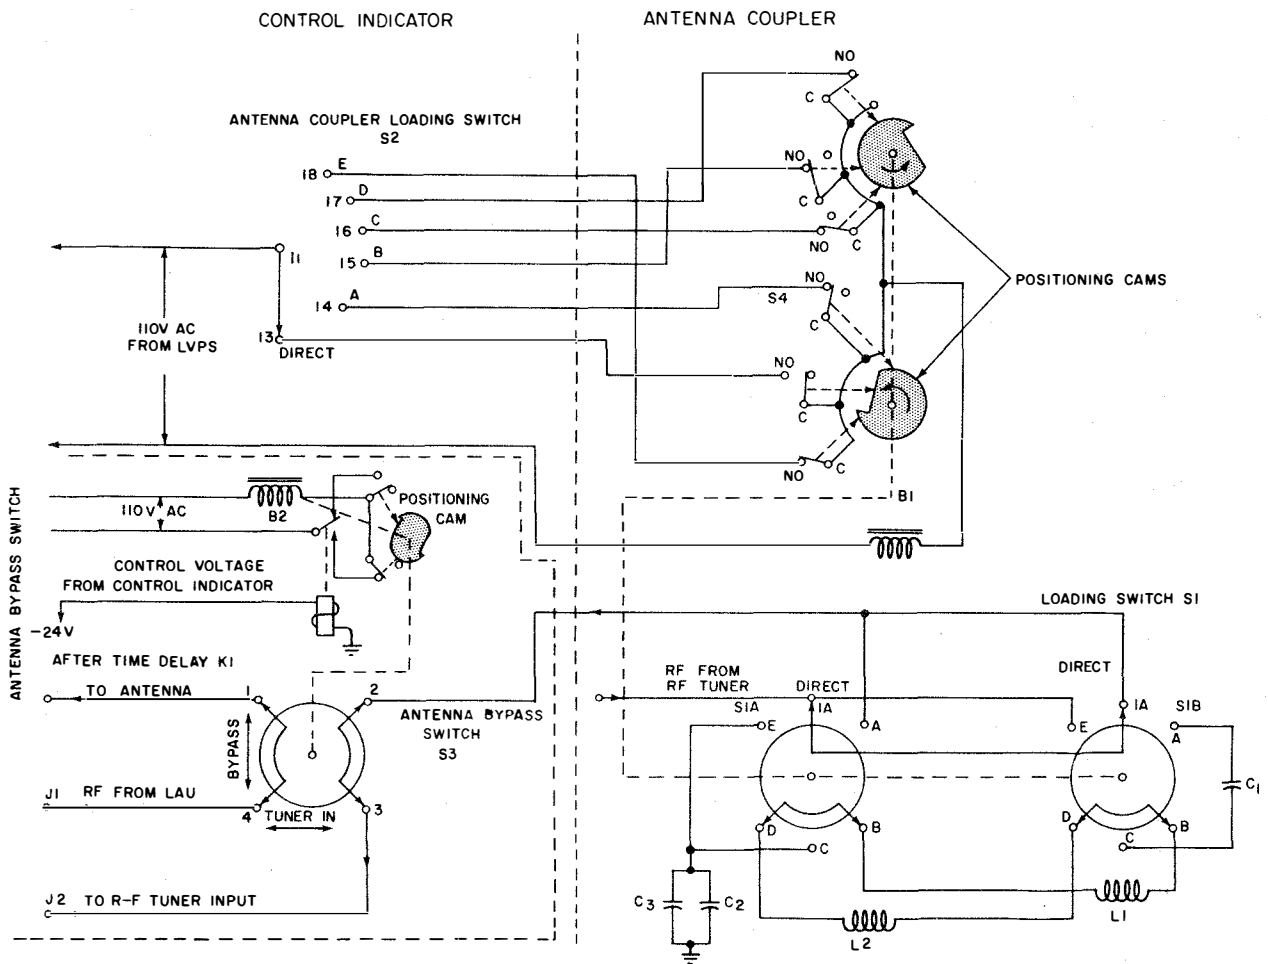 CONTROL INDICATOR
ANTENNA COUPLER
ANTENNA COUPLER LOADING SWITCH
S2
18 E
17 D
16 C
15 B
14 A
11
13
DIRECT
110V AC
FROM LVPS
NO
C
NO
C
NO
C
NO
S4
C
NO
C
NO
C
POSITIONING CAMS
B1
ANTENNA BYPASS SWITCH
110V AC
B2
POSITIONING
CAM
CONTROL VOLTAGE
FROM CONTROL INDICATOR
-24V
AFTER TIME DELAY K1
TO ANTENNA
1
2
BYPASS
ANTENNA BYPASS
SWITCH
S3
J1 RF FROM LAU
4
TUNER IN
3
J2 TO R-F TUNER INPUT
LOADING SWITCH S1
RF FROM
RF TUNER
DIRECT
DIRECT
S1A
1A
E
A
D
B
C
1A
S1B
E
A
D
B
C
C1
C3
C2
L2
L1